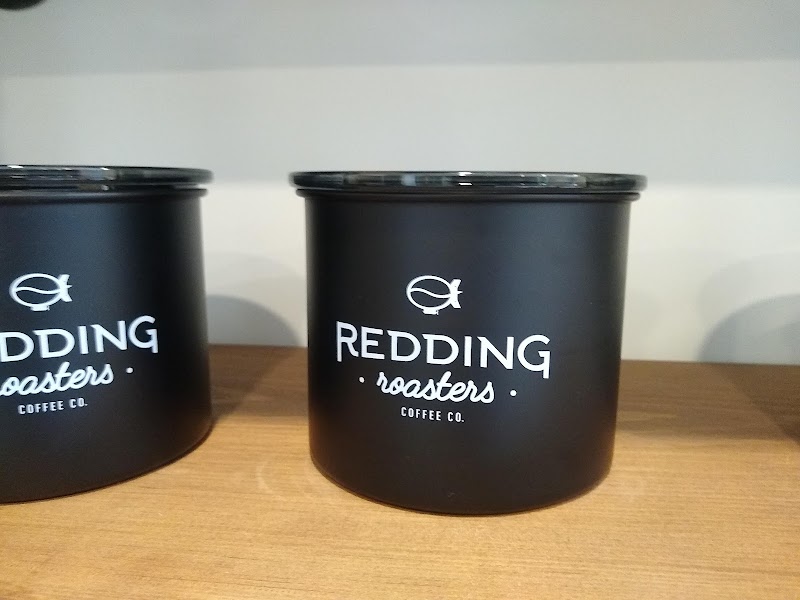 DDING
roasters
COFFEE CO.
REDDING
roasters
COFFEE CO.